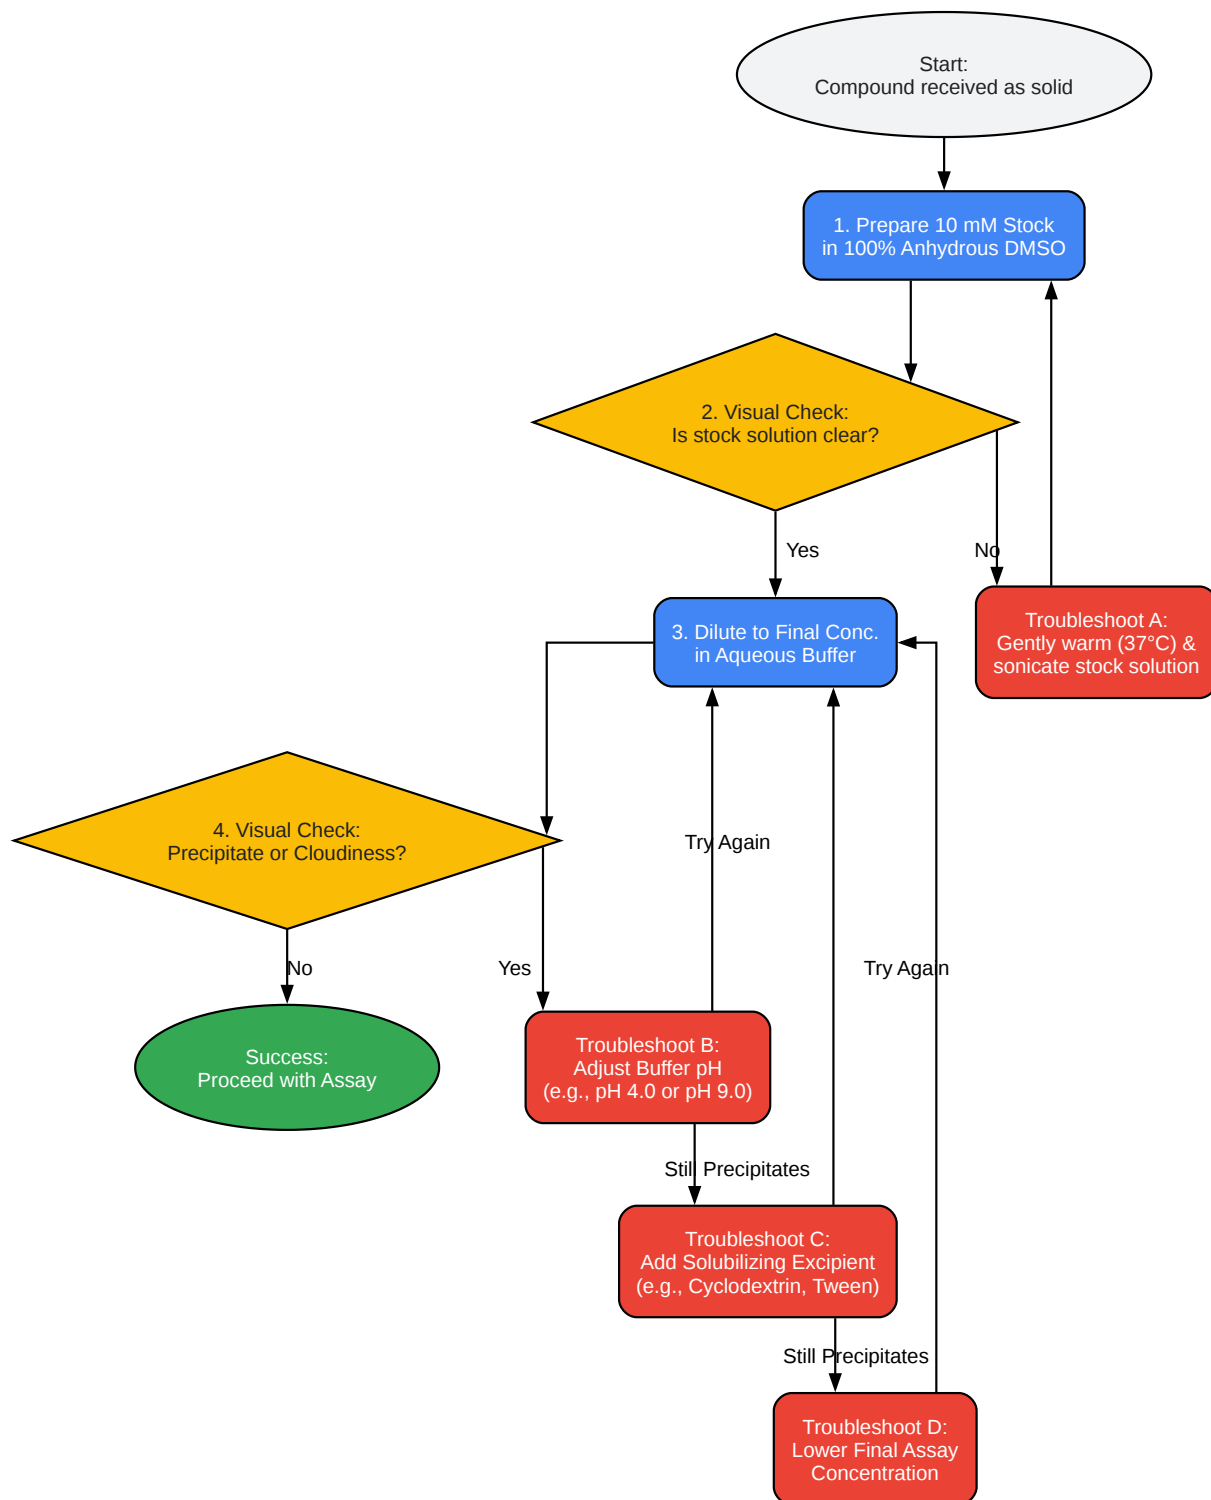 Start:
Compound received as solid
1. Prepare 10 mM Stock
in 100% Anhydrous DMSO
2. Visual Check:
Is stock solution clear?
Yes
No
3. Dilute to Final Conc.
in Aqueous Buffer
Troubleshoot A:
Gently warm (37°C) &
sonicate stock solution
4. Visual Check:
Precipitate or Cloudiness?
Try Again
No
Yes
Try Again
Success:
Proceed with Assay
Troubleshoot B:
Adjust Buffer pH
(e.g., pH 4.0 or pH 9.0)
Still Precipitates
Troubleshoot C:
Add Solubilizing Excipient
(e.g., Cyclodextrin, Tween)
Still Precipitates
Troubleshoot D:
Lower Final Assay
Concentration